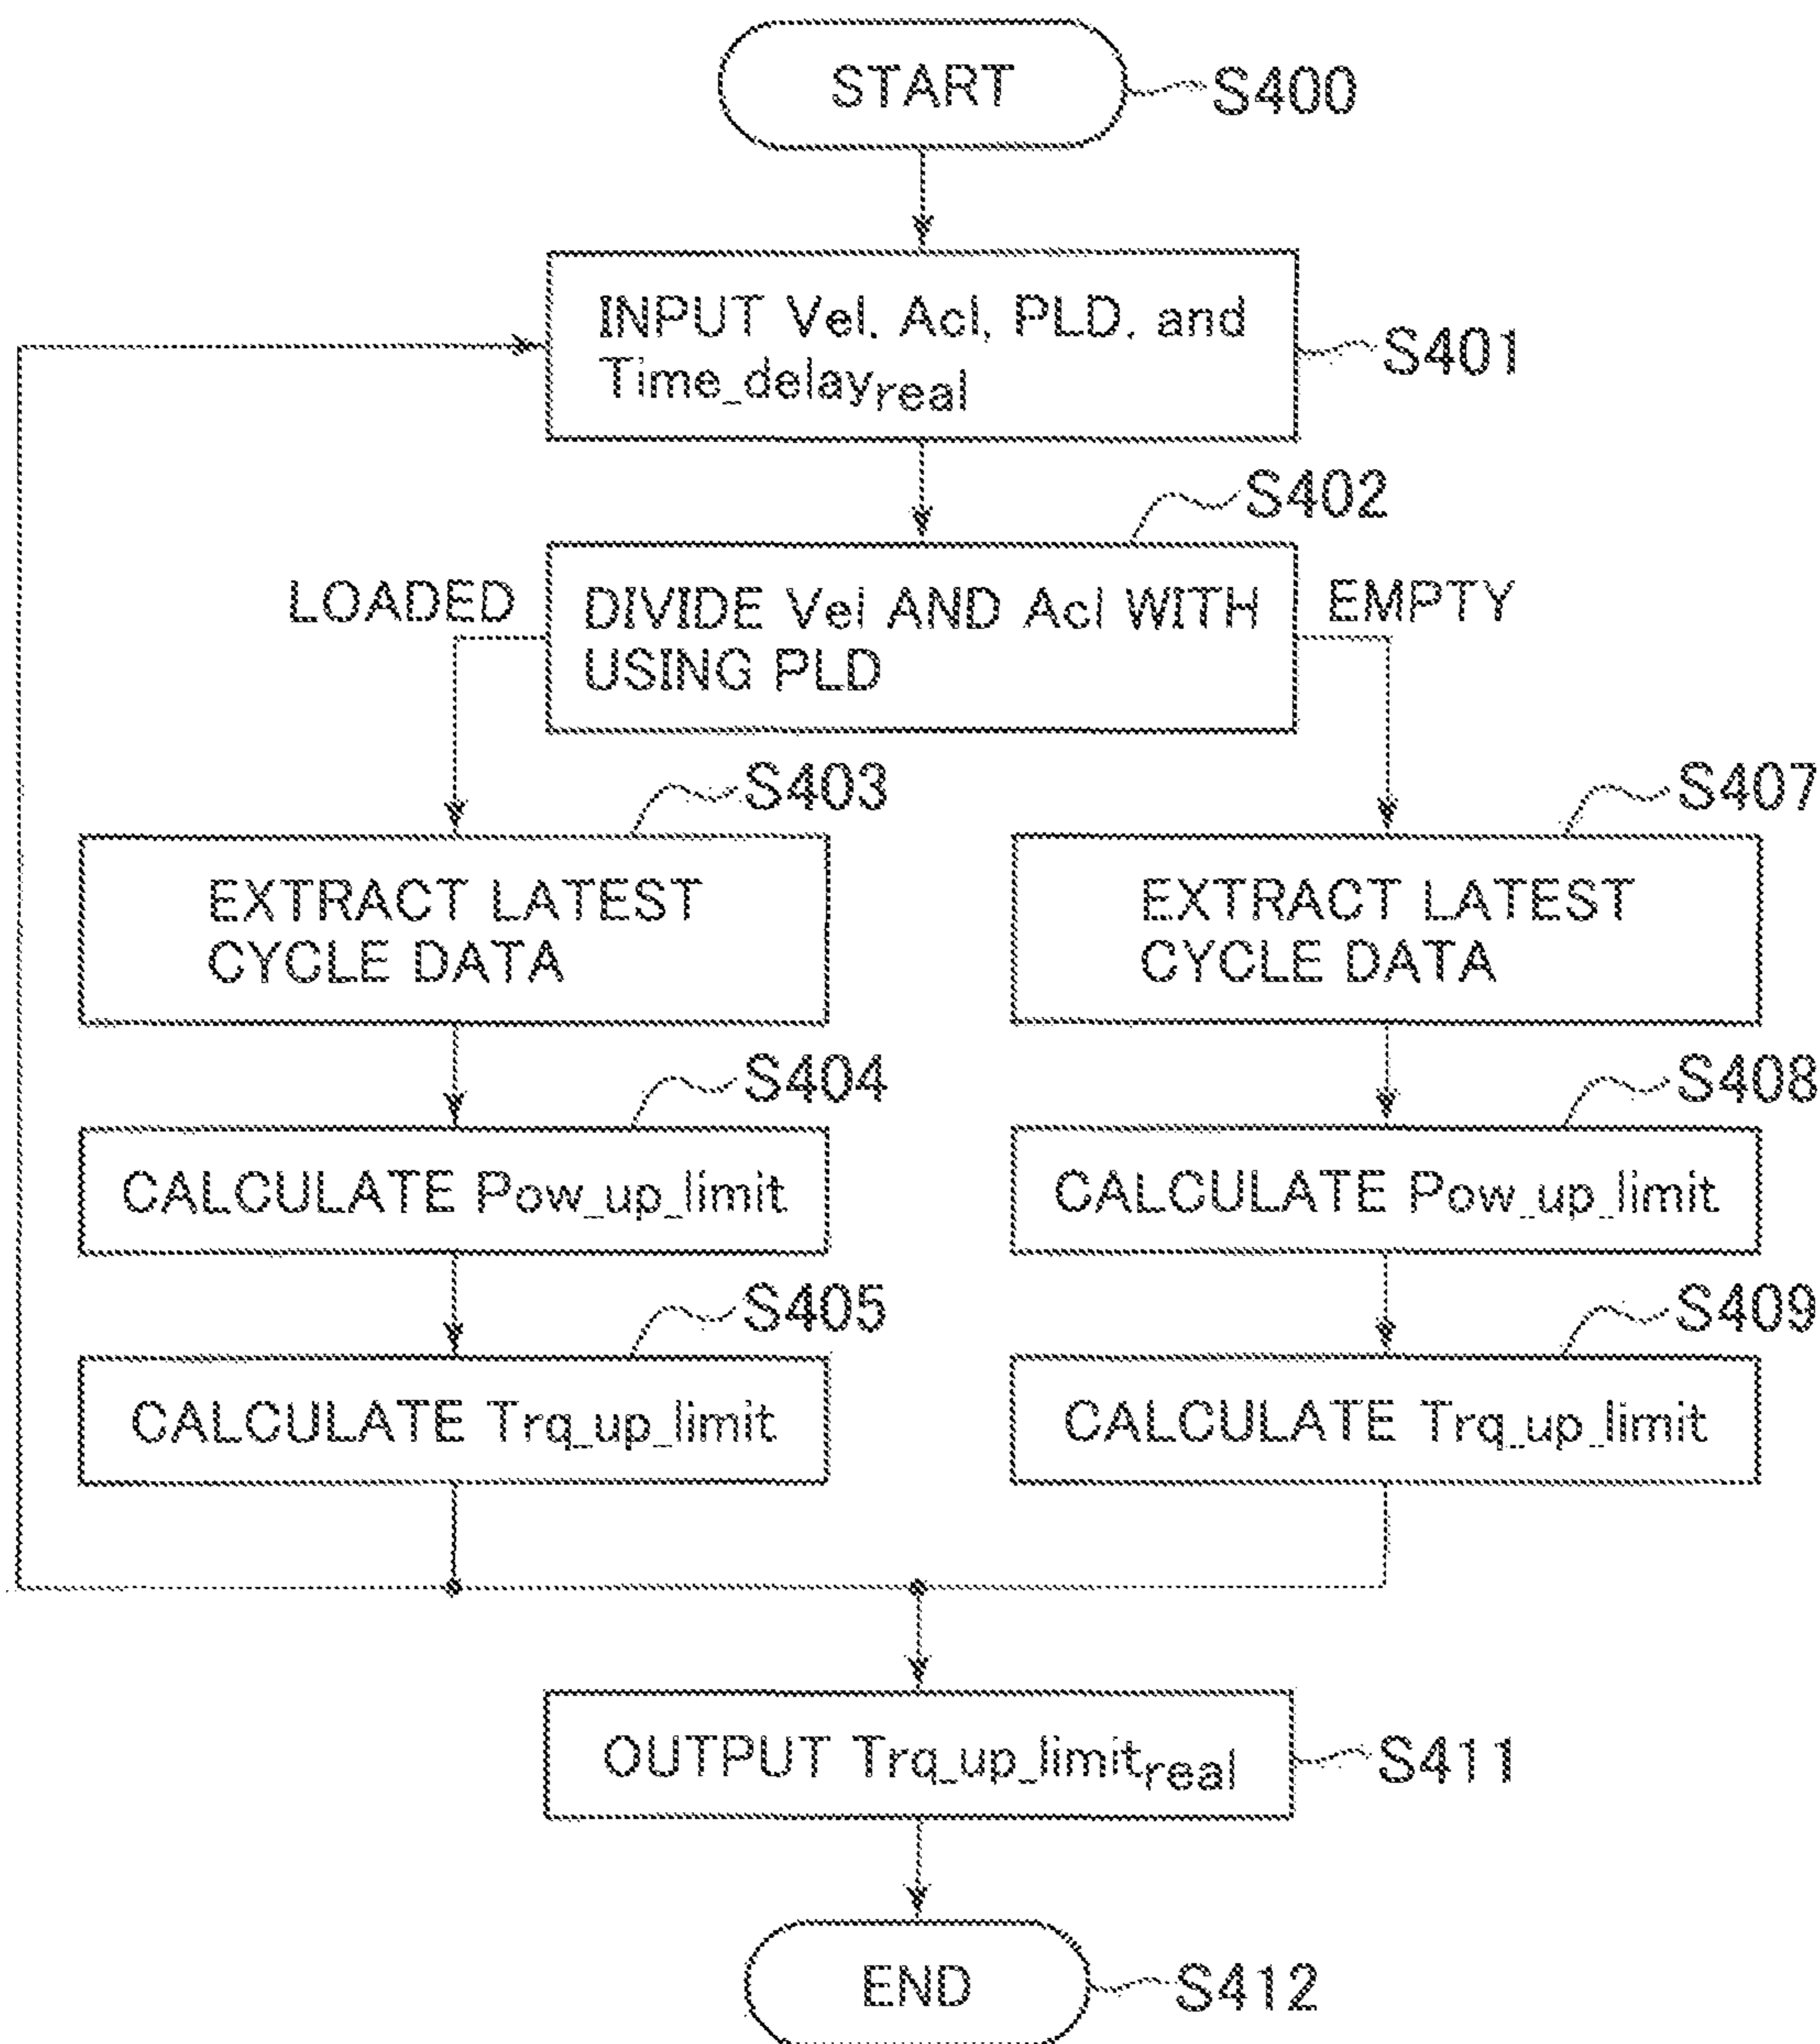 START
S400
INPUT Vel. Acl, PLD. and
Time_delayreal
S401
S402
LOADED
DIVIDE Vel AND Acl WITH
USING PLD
EMPTY
S403
S407
EXTRACT LATEST
CYCLE DATA
EXTRACT LATEST
CYCLE DATA
S404
S408
CALCULATE Pow_up_limit
CALCULATE Pow_up_limit
S405
S409
CALCULATE Trq_up_limit
CALCULATE Trq_up_limit
OUTPUT Trq_up_limitreal
S411
END
S412